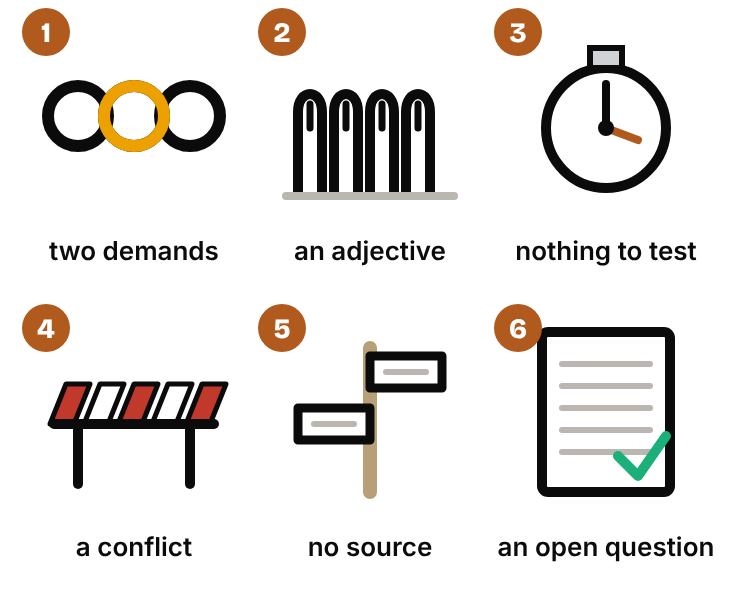 1
two demands
2
an adjective
3
nothing to test
4
a conflict
5
no source
6
an open question